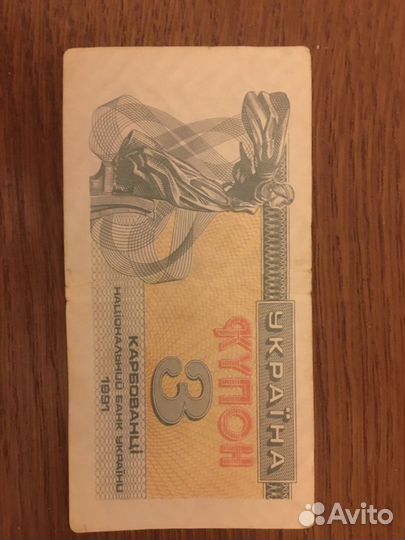 УКРАЇНА
КУПОН
3
КАРБОВАНЦІ
НАЦІОНАЛЬНИЙ БАНК УКРАЇНИ
1991
Avito